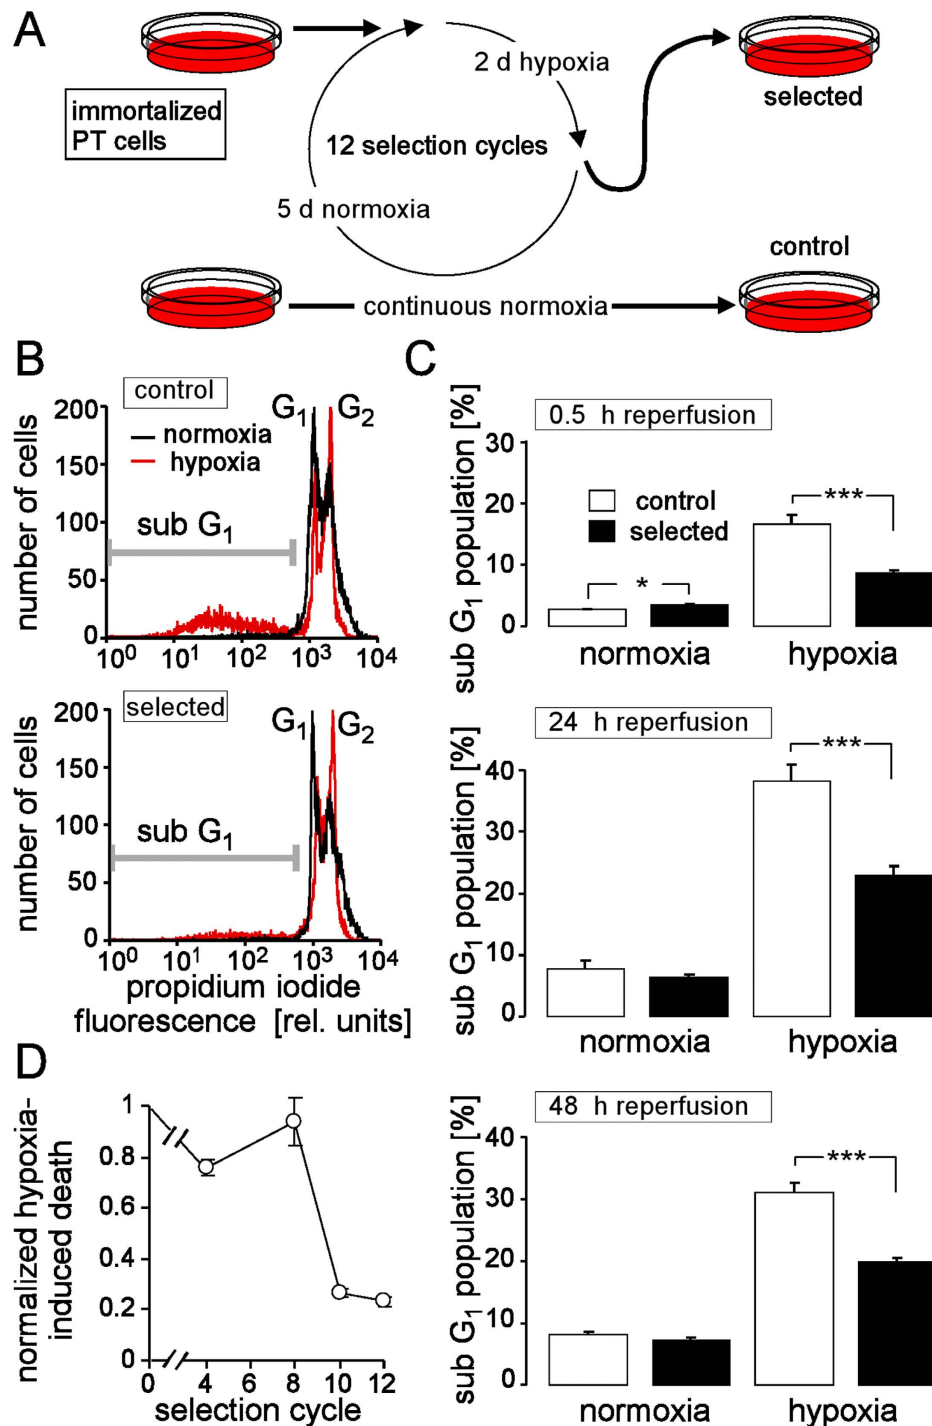 A
immortalized
PT cells
2 d hypoxia
12 selection cycles
5 d normoxia
selected
control
continuous normoxia
B
control
normoxia
hypoxia
G1 G2
sub G1
number of cells
200
150
100
50
0
10^0 10^1 10^2 10^3 10^4
selected
G1 G2
sub G1
number of cells
200
150
100
50
0
10^0 10^1 10^2 10^3 10^4
propidium iodide
fluorescence [rel. units]
C
0.5 h reperfusion
sub G1 population [%]
30
20
10
0
control
selected
*
***
normoxia hypoxia
24 h reperfusion
sub G1 population [%]
40
30
20
10
0
***
normoxia hypoxia
48 h reperfusion
sub G1 population [%]
40
30
20
10
0
***
normoxia hypoxia
D
normalized hypoxia-
induced death
1
0.8
0.6
0.4
0.2
0
0 4 8 10 12
selection cycle